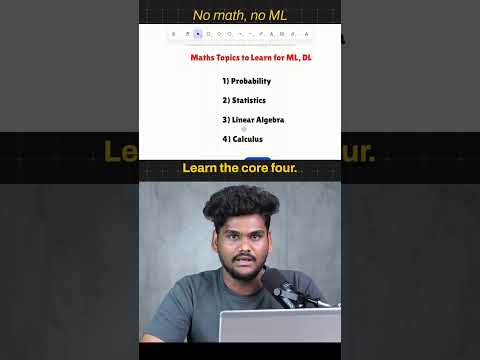 No math, no ML
Maths Topics to Learn for ML, DL
1) Probability
2) Statistics
3) Linear Algebra
4) Calculus
Learn the core four.